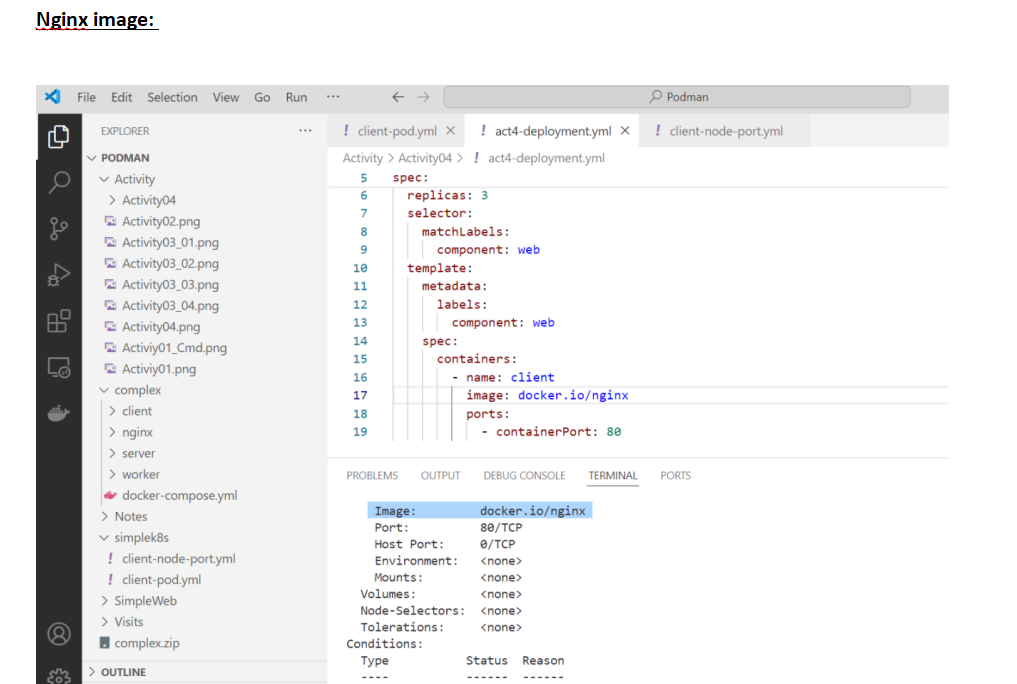 Nginx image:
File Edit Selection View Go Run ··· ← → Podman
EXPLORER ···
PODMAN
Activity
Activity04
Activity02.png
Activity03_01.png
Activity03_02.png
Activity03_03.png
Activity03_04.png
Activity04.png
Activiy01_Cmd.png
Activiy01.png
complex
client
nginx
server
worker
docker-compose.yml
Notes
simplek8s
! client-node-port.yml
! client-pod.yml
SimpleWeb
Visits
complex.zip
OUTLINE
! client-pod.yml × ! act4-deployment.yml × ! client-node-port.yml
Activity > Activity04 > ! act4-deployment.yml
5 spec:
6 replicas: 3
7 selector:
8 matchLabels:
9 component: web
10 template:
11 metadata:
12 labels:
13 component: web
14 spec:
15 containers:
16 - name: client
17 image: docker.io/nginx
18 ports:
19 - containerPort: 80
PROBLEMS OUTPUT DEBUG CONSOLE TERMINAL PORTS
Image: docker.io/nginx
Port: 80/TCP
Host Port: 0/TCP
Environment: <none>
Mounts: <none>
Volumes: <none>
Node-Selectors: <none>
Tolerations: <none>
Conditions:
Type Status Reason
---- ------ ------